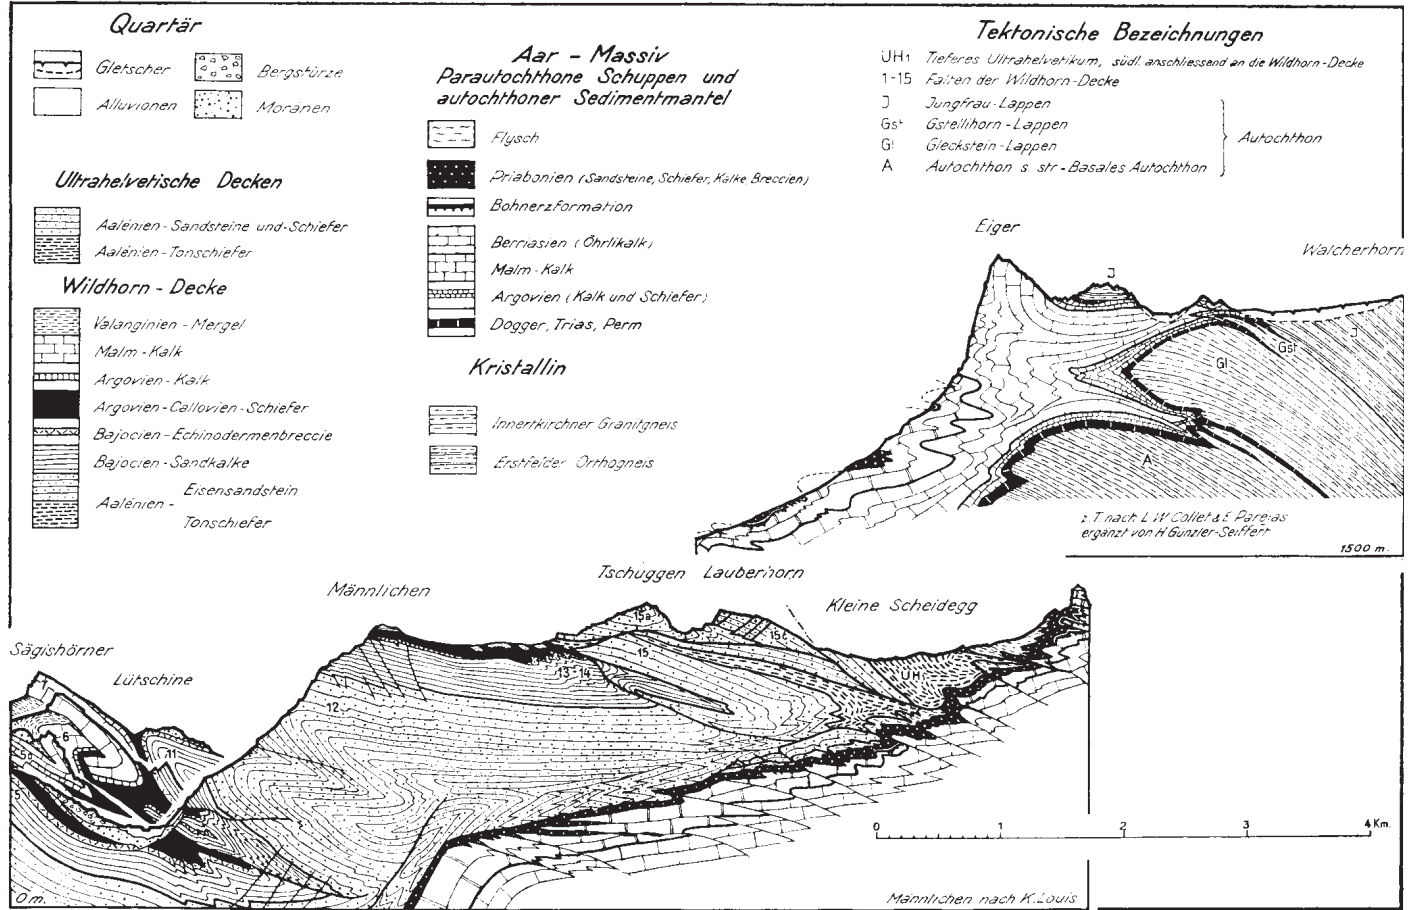 Quartär
Gletscher
Bergstürze
Alluvionen
Moränen
Ultrahelvetische Decken
Aalénien-Sandsteine und-Schiefer
Aalénien-Tonschiefer
Wildhorn-Decke
Valanginien-Mergel
Malm-Kalk
Argovien-Kalk
Argovien-Callovien-Schiefer
Bajocien-Echinodermenbreccie
Bajocien-Sandkalke
Eisensandstein
Aalénien-
Tonschiefer
Aar-Massiv
Parautochthone Schuppen und
autochthoner Sedimentmantel
Flysch
Priabonien (Sandsteine, Schiefer, Kalke, Breccien)
Bohnerzformation
Berriasien (Öhrlikalk)
Malm-Kalk
Argovien (Kalk und Schiefer)
Dogger, Trias, Perm
Kristallin
Innertkirchner Granitgneis
Erstfelder Orthogneis
Tektonische Bezeichnungen
UH1 Tieferes Ultrahelvetikum, südl. anschliessend an die Wildhorn-Decke
1-15 Falten der Wildhorn-Decke
J Jungfrau-Lappen
Gst Gstellihorn-Lappen
Gl Gleckstein-Lappen
A Autochthon s. str-Basales Autochthon
Autochthon
Eiger
Walcherhorn
J
J
Gst
Gl
A
z. T. nach L. W. Collet & E. Paréjas
ergänzt von H. Günzler-Seiffert
1500 m.
Tschuggen Lauberhorn
Männlichen
Kleine Scheidegg
Sägishörner
Lütschine
15a
15
13-14
12
UH
11
6
5
5
0 1 2 3 4 Km.
0 m.
Männlichen nach K. Louis